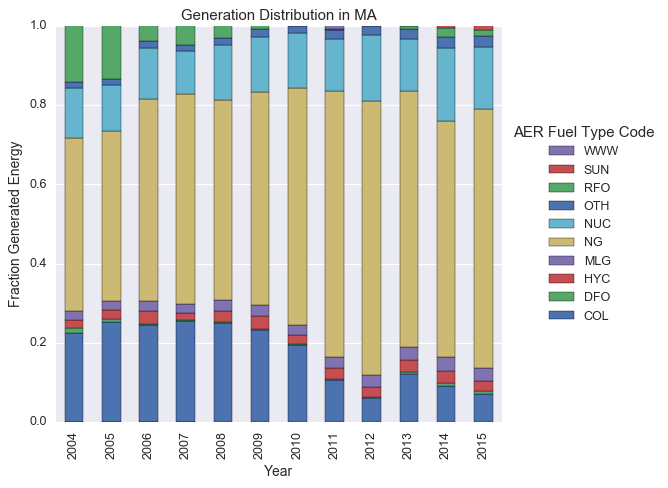 Generation Distribution in MA
1.0
0.8
0.6
0.4
0.2
0.0
Fraction Generated Energy
2004
2005
2006
2007
2008
2009
2010
2011
2012
2013
2014
2015
Year
AER Fuel Type Code
WWW
SUN
RFO
OTH
NUC
NG
MLG
HYC
DFO
COL